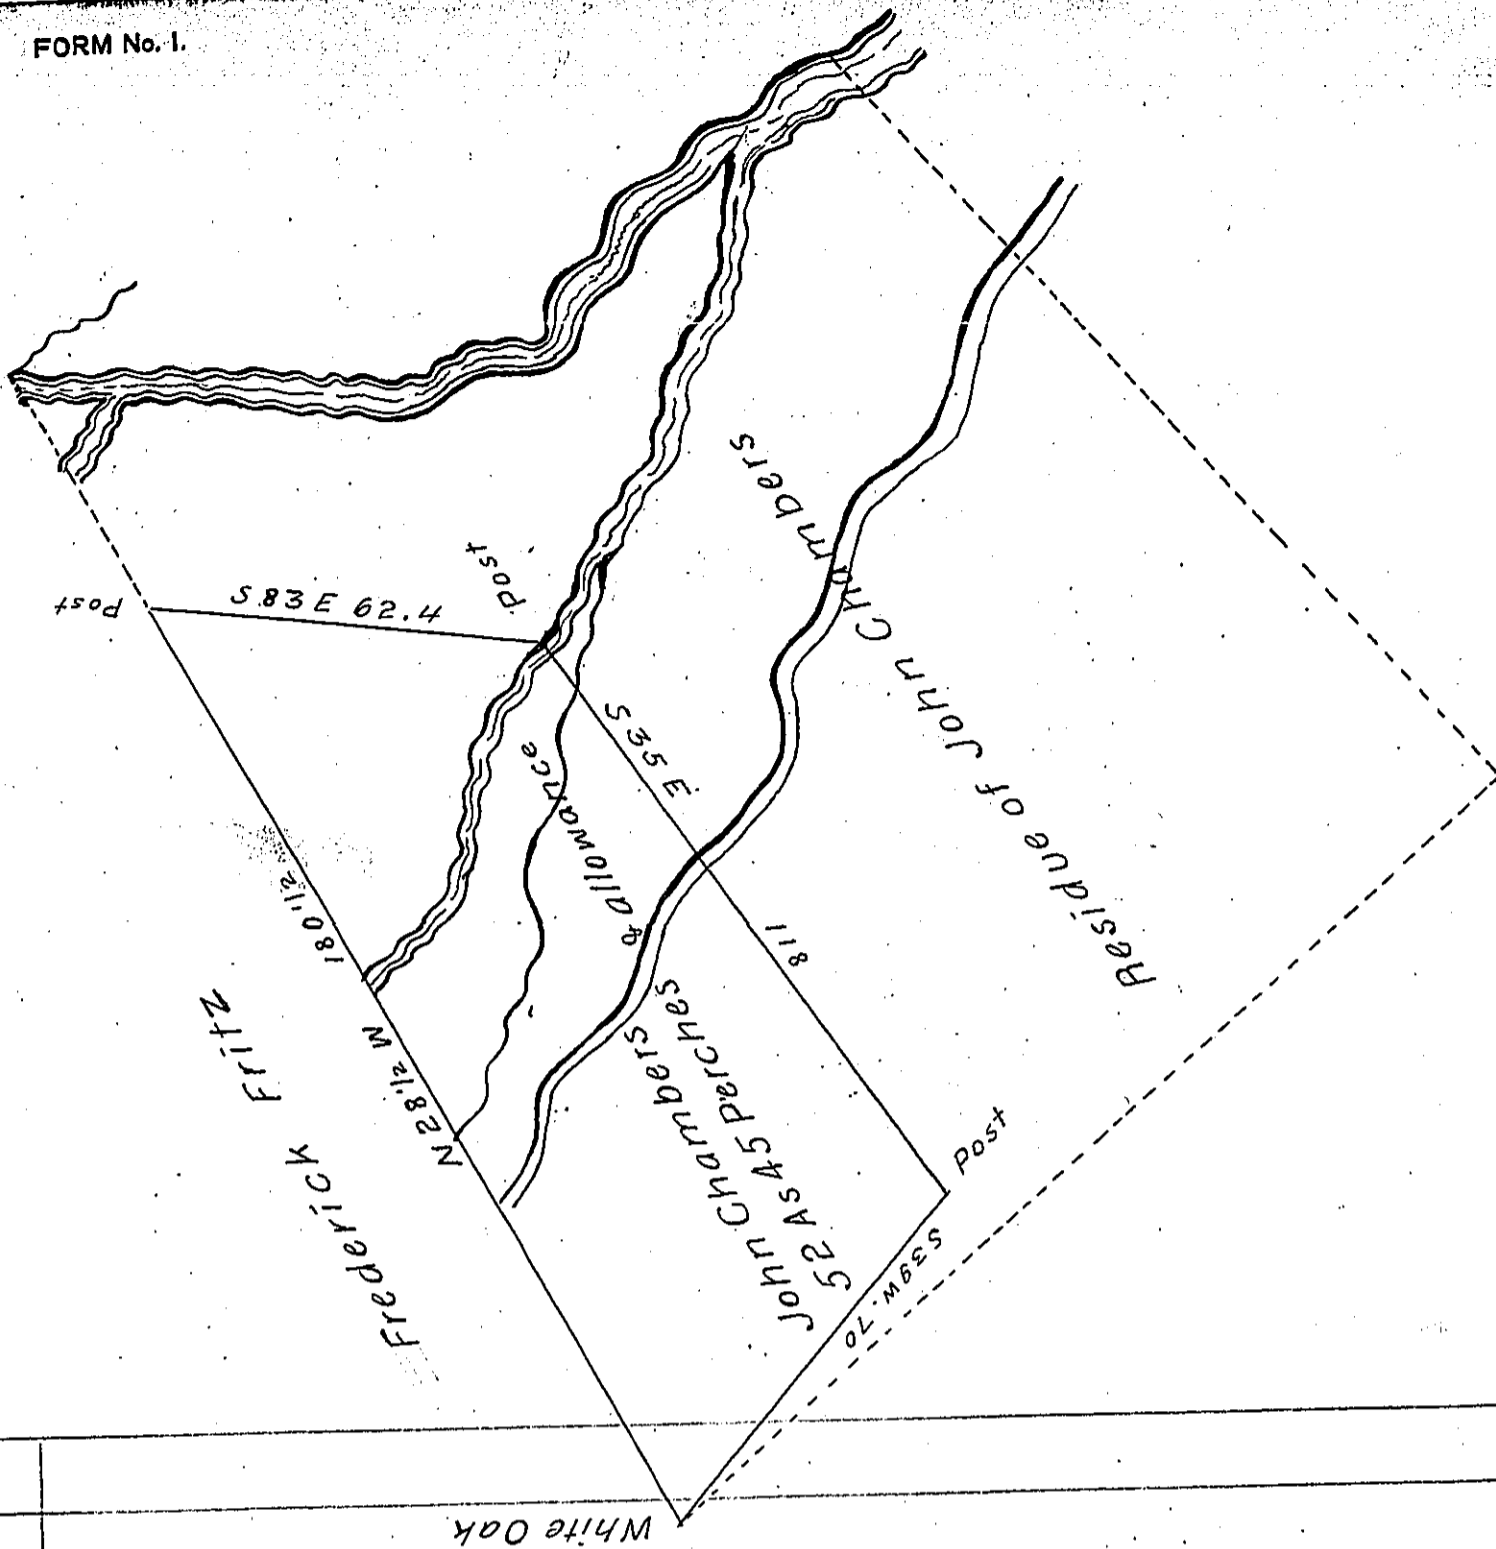 FORM No. 1.
Post
S 83 E 62.4
Post
S 35 E
118
Post
S 39 W. 70
White Oak
N 28 1/2 W
180 1/2
Frederick Fritz
John Chambers
52 As 45 Perches
& allowance
Residue of John Chambers